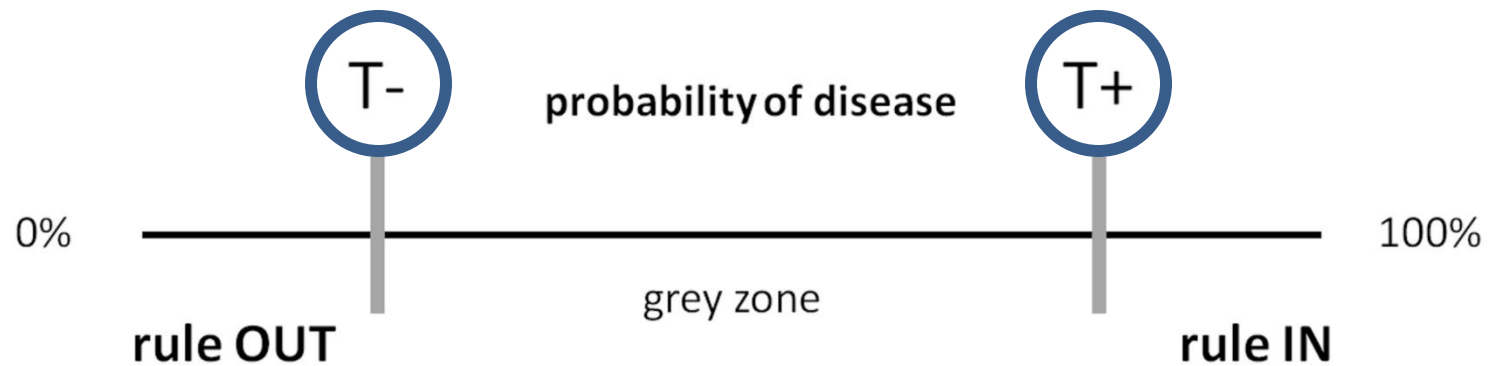 T-
probability of disease
T+
0%
100%
grey zone
rule OUT
rule IN